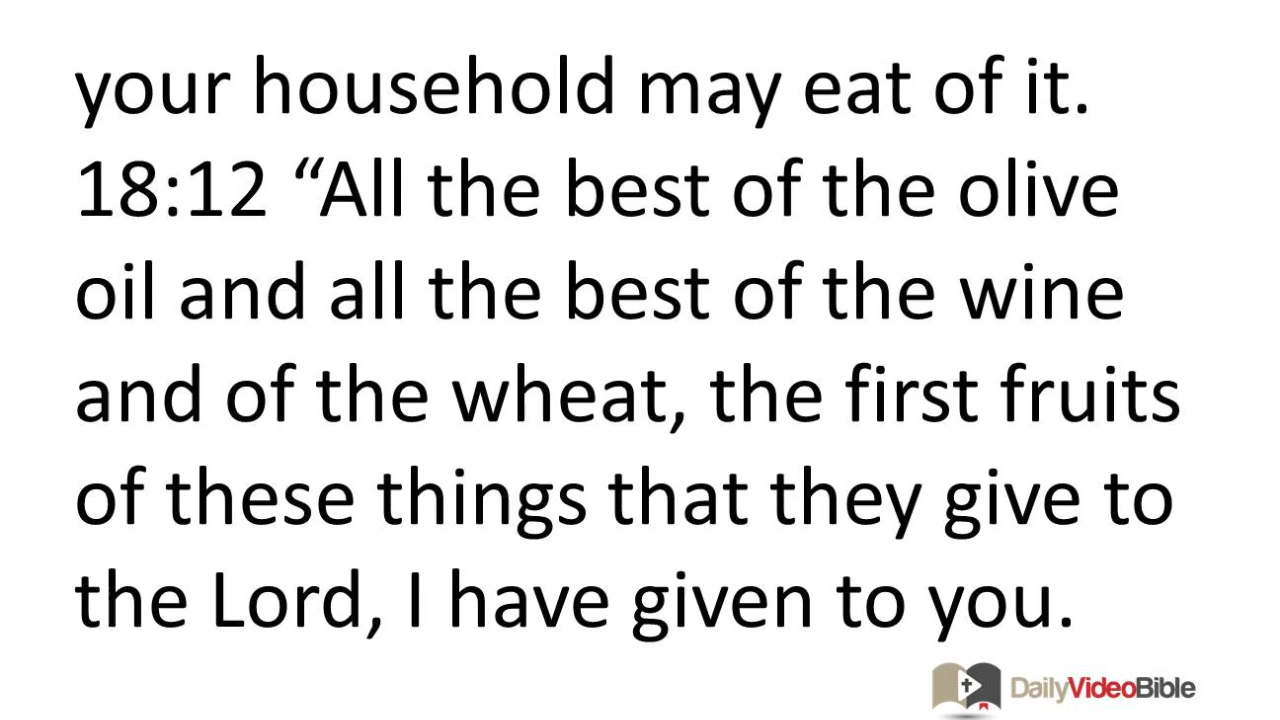 your household may eat of it.
18:12 “All the best of the olive
oil and all the best of the wine
and of the wheat, the first fruits
of these things that they give to
the Lord, I have given to you.
DailyVideoBible